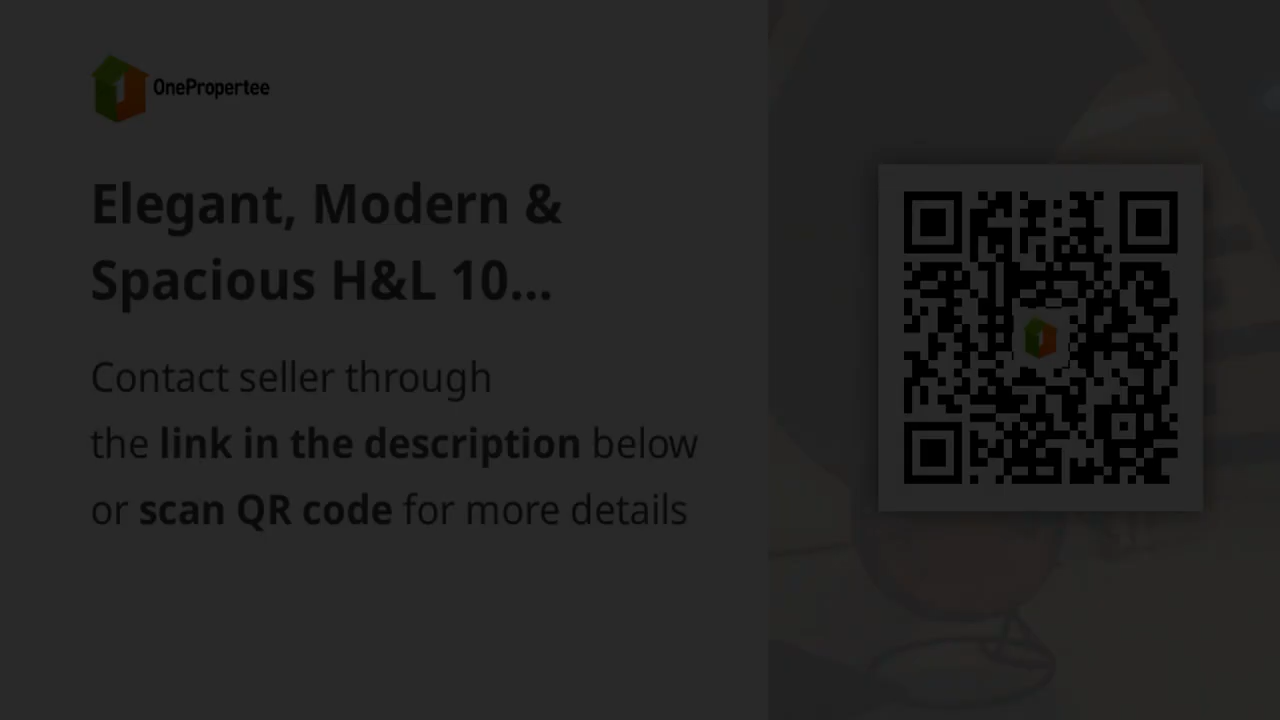 OnePropertee
Elegant, Modern &
Spacious H&L 10...
Contact seller through
the link in the description below
or scan QR code for more details